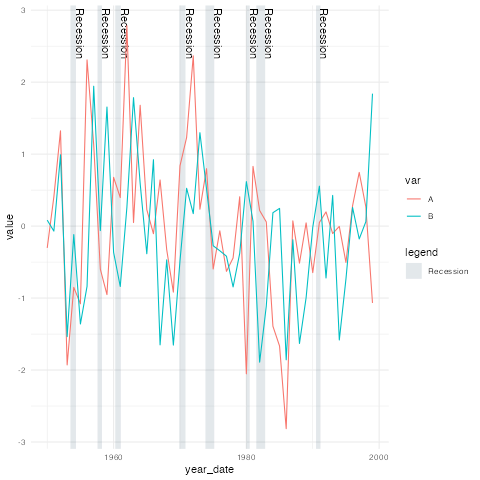 3
2
1
0
-1
-2
-3
value
Recession
Recession
Recession
Recession
Recession
Recession
Recession
Recession
1960
1980
2000
year_date
var
A
B
legend
Recession